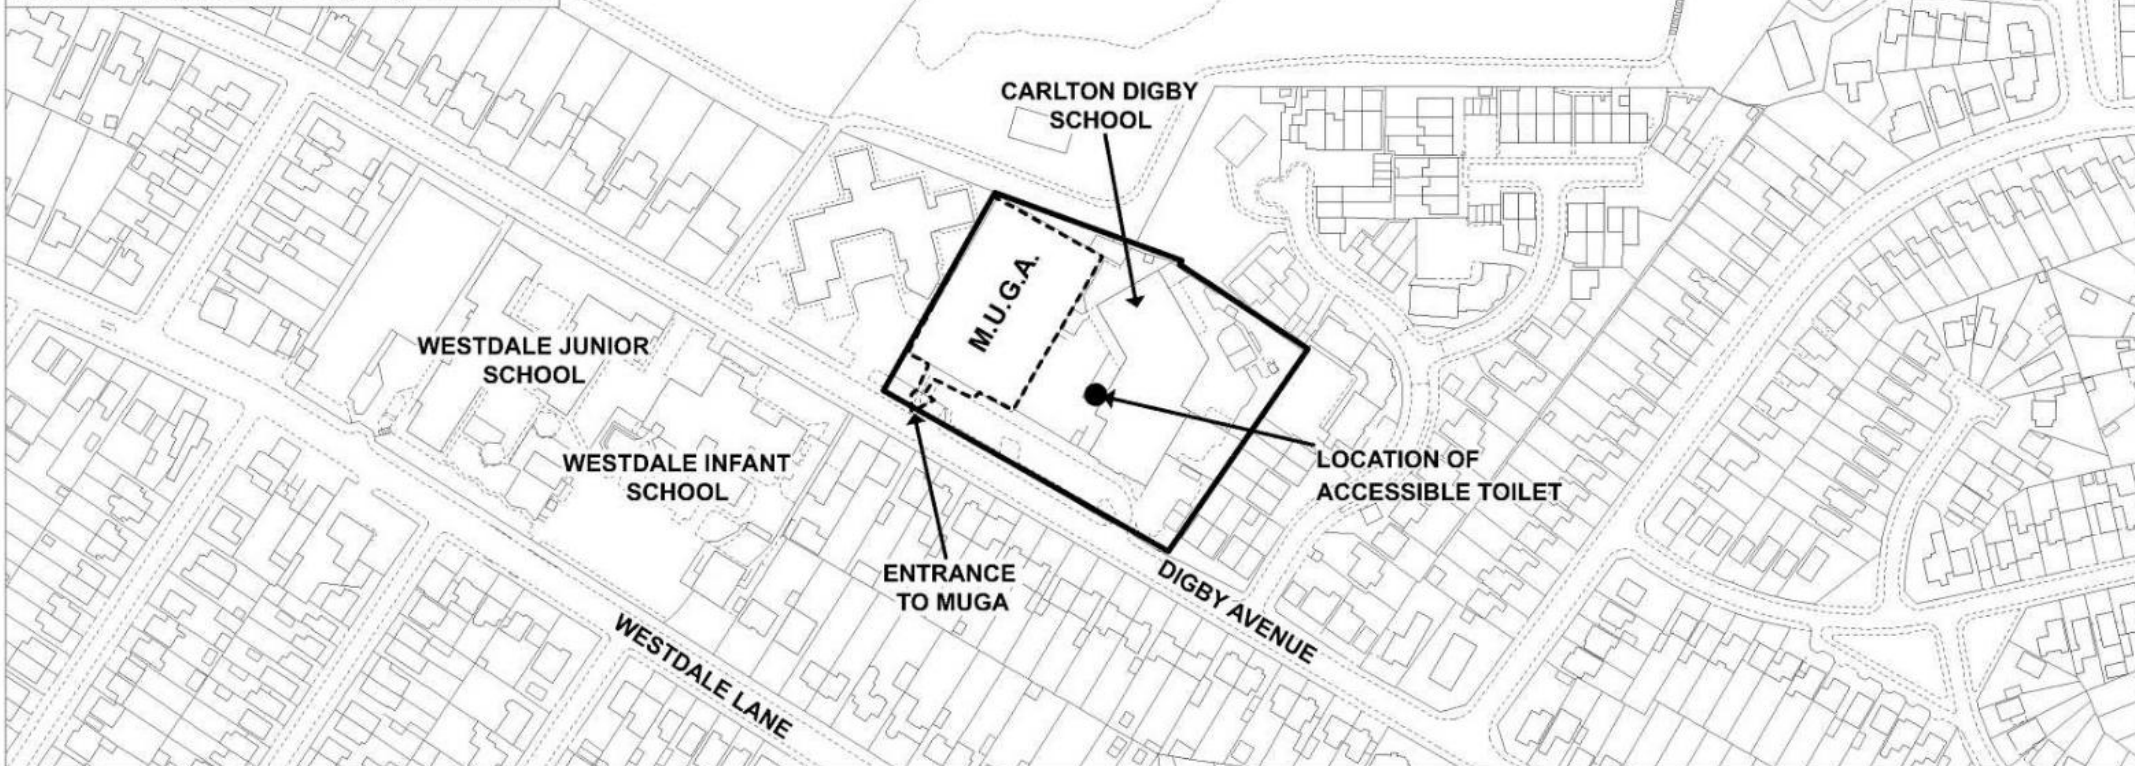 CARLTON DIGBY
SCHOOL
M.U.G.A.
WESTDALE JUNIOR
SCHOOL
WESTDALE INFANT
SCHOOL
LOCATION OF
ACCESSIBLE TOILET
ENTRANCE
TO MUGA
DIGBY AVENUE
WESTDALE LANE